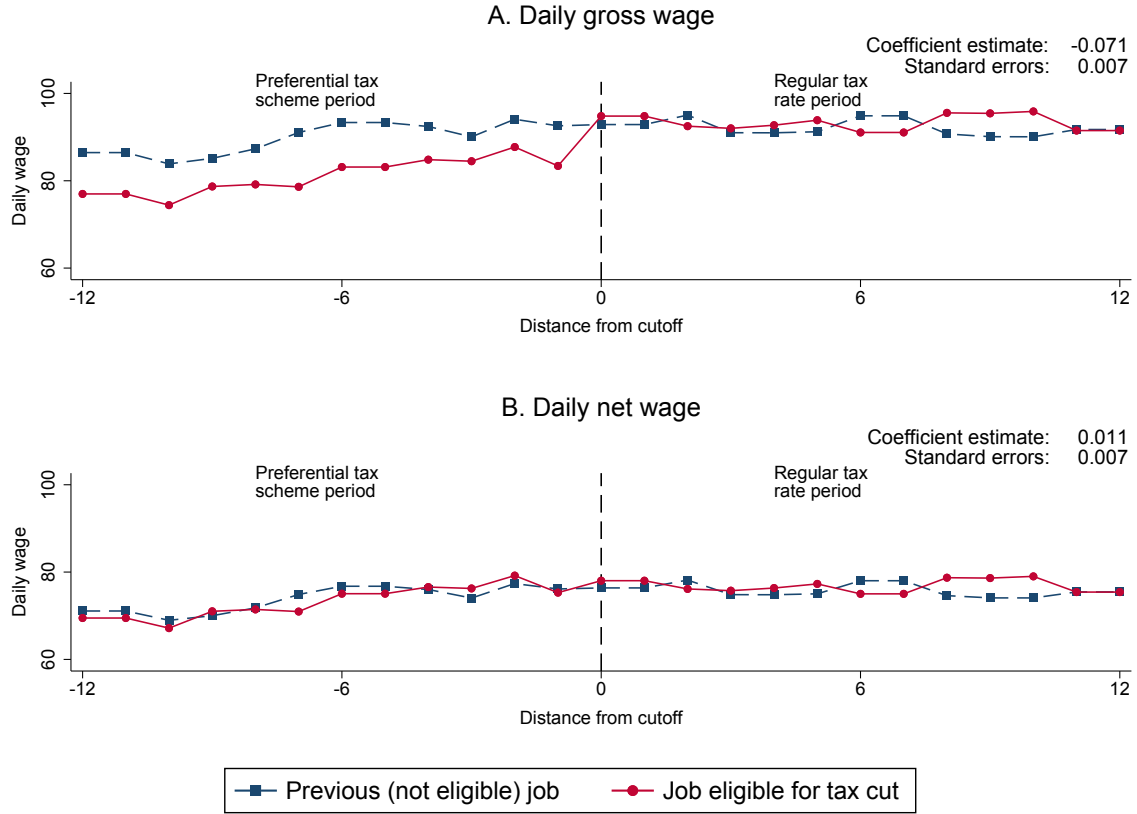 A. Daily gross wage
Coefficient estimate: -0.071
Standard errors: 0.007
Preferential tax
scheme period
Regular tax
rate period
Daily wage
100
80
60
-12 -6 0 6 12
Distance from cutoff
B. Daily net wage
Coefficient estimate: 0.011
Standard errors: 0.007
Preferential tax
scheme period
Regular tax
rate period
Daily wage
100
80
60
-12 -6 0 6 12
Distance from cutoff
Previous (not eligible) job Job eligible for tax cut